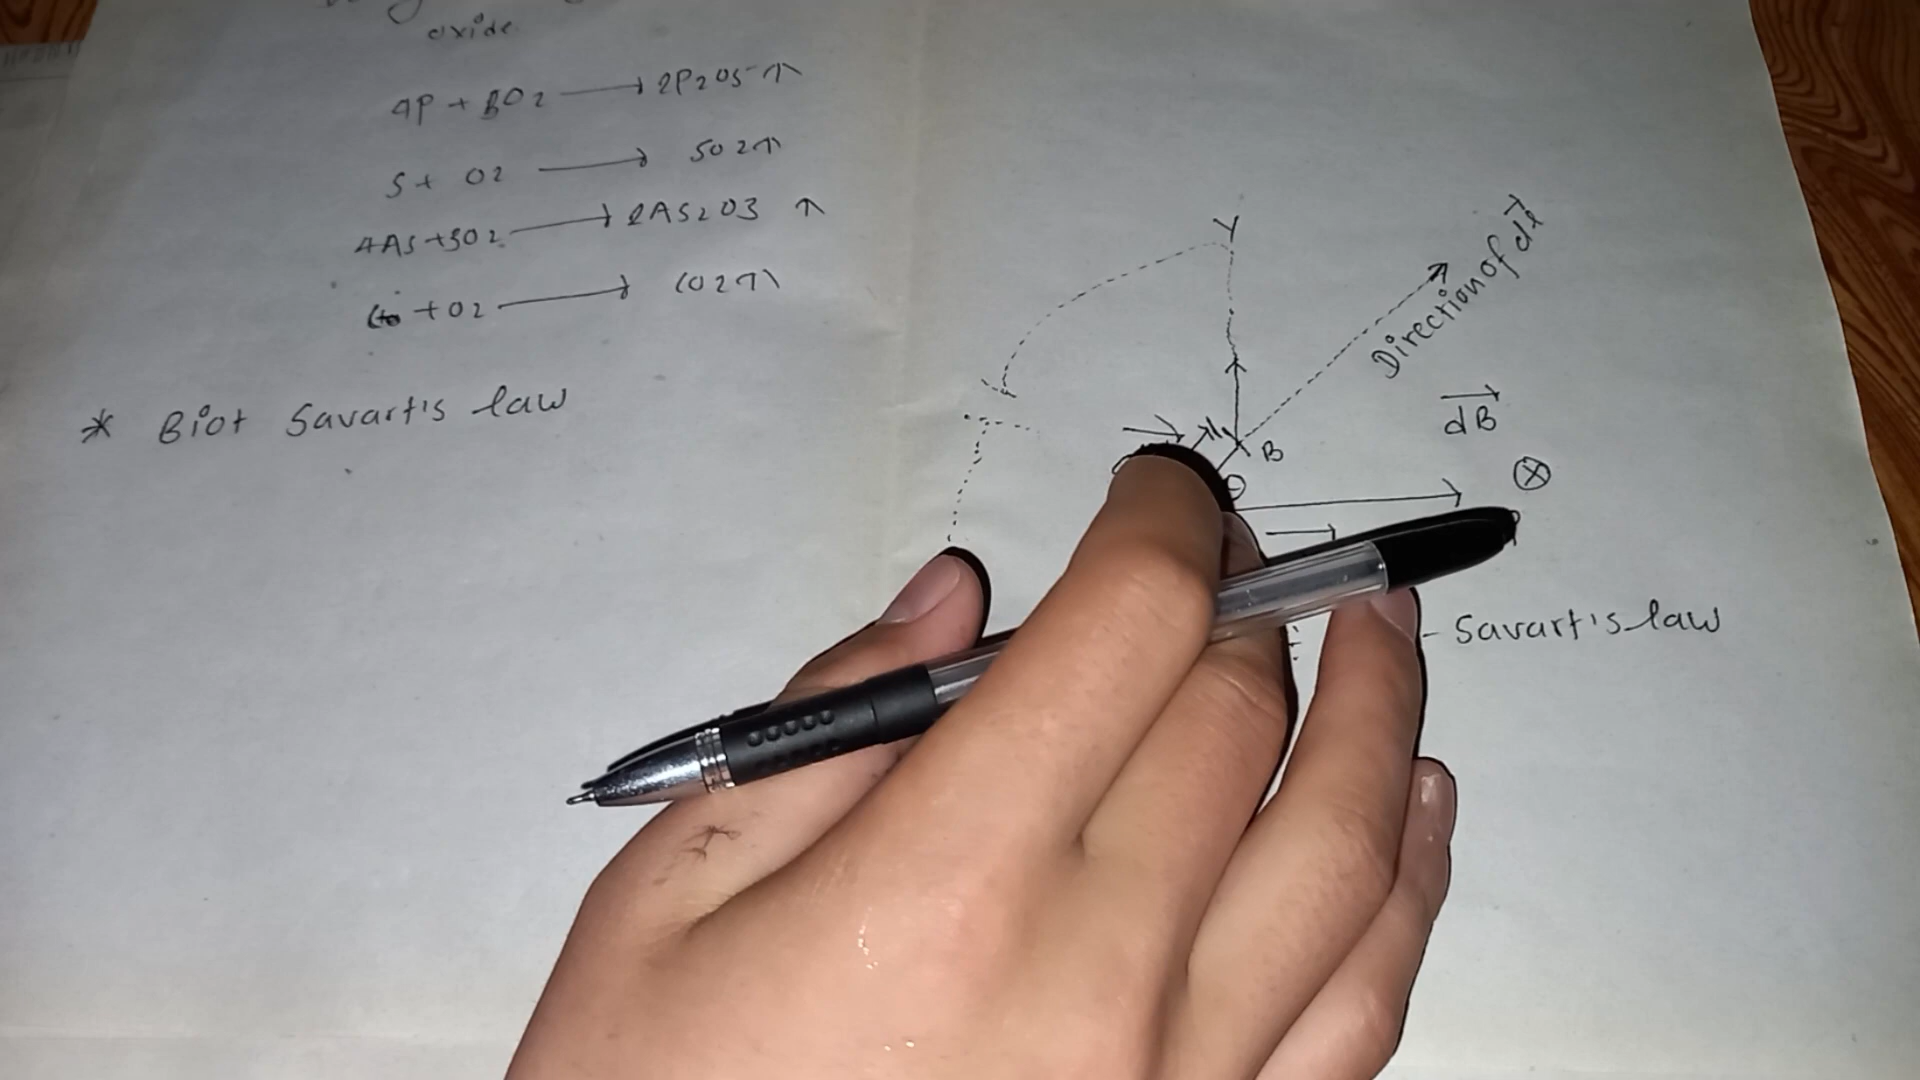 oxide
4P + 5O2 → 2P2O5 ↑
S + O2 → SO2 ↑
4As + 3O2 → 2As2O3 ↑
+ O2 → CO2 ↑
* Biot Savart's law
Y
Direction of dl
dB
B
- Savart's law